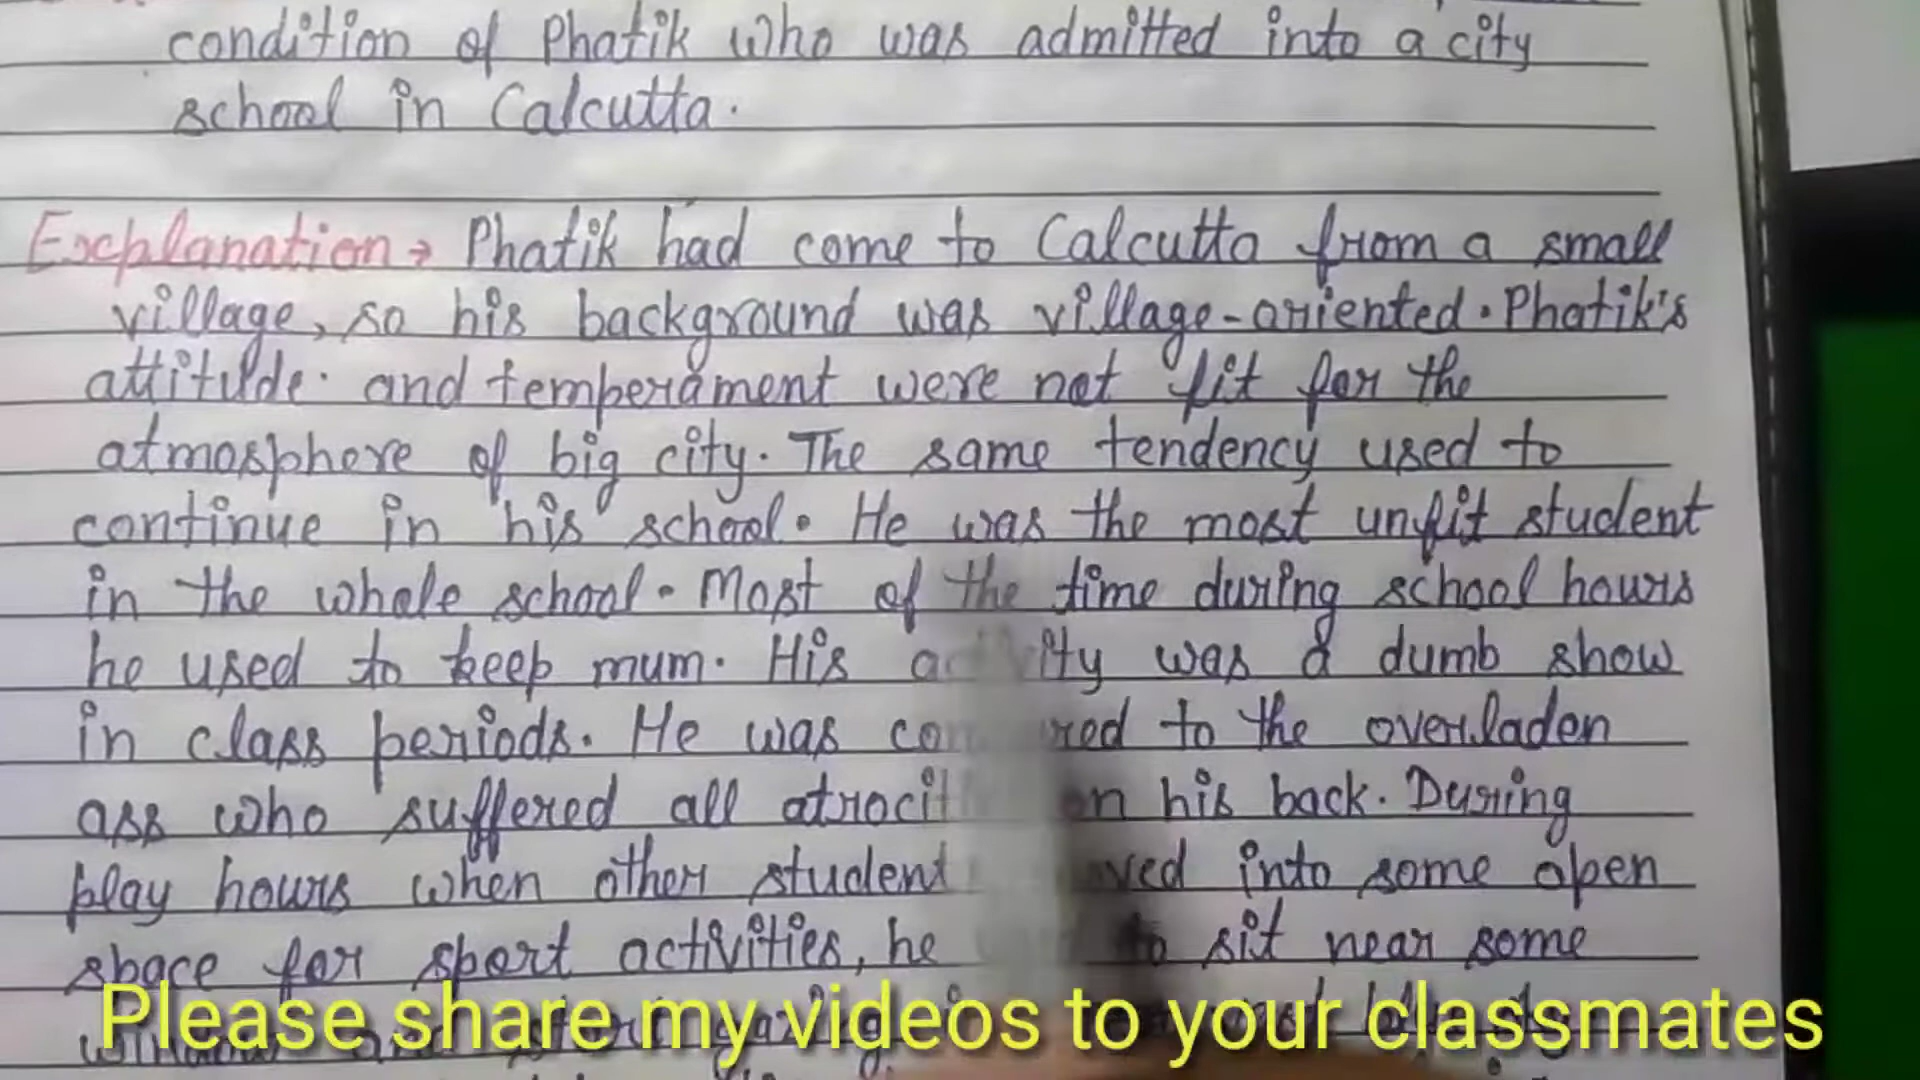 condition of Phatik who was admitted into a city
school in Calcutta.
Explanation → Phatik had come to Calcutta from a small
village, so his background was village-oriented. Phatik's
attitude and temperament were not fit for the
atmosphere of big city. The same tendency used to
continue in his school. He was the most unfit student
in the whole school. Most of the time during school hours
he used to keep mum. His activity was a dumb show
in class periods. He was compared to the overladen
ass who suffered all on his back. During
play hours when other into some open
space for sport activities, he to sit near some
Please share my videos to your classmates